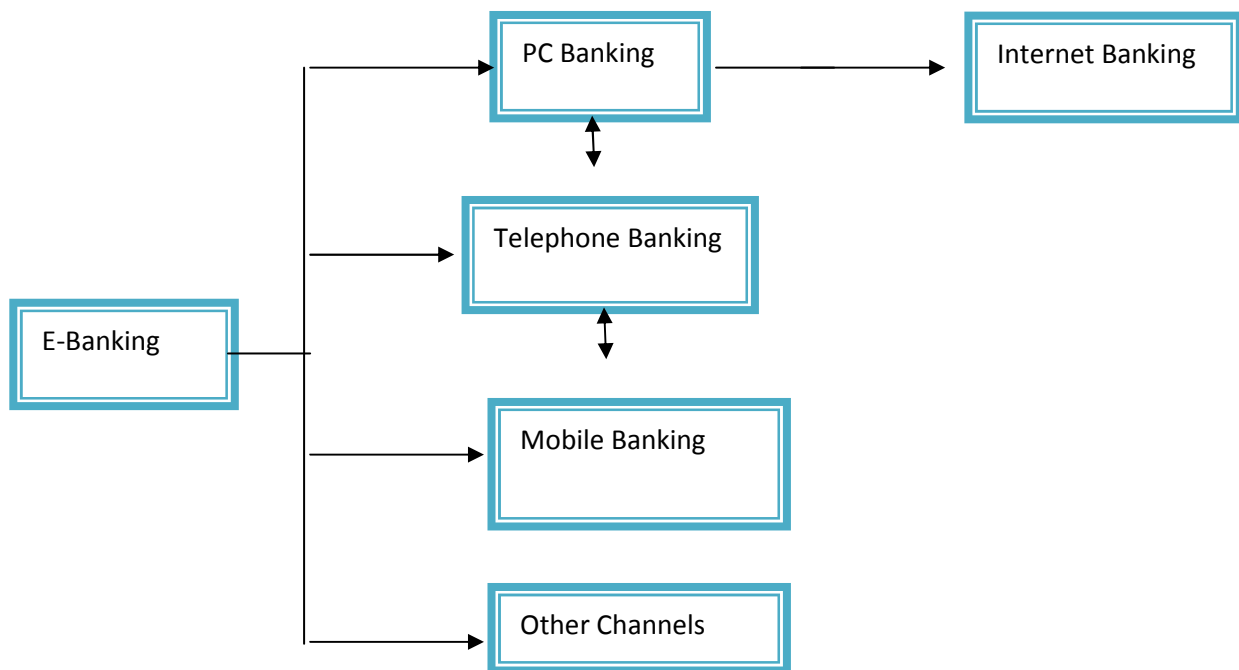 PC Banking
Internet Banking
Telephone Banking
E-Banking
Mobile Banking
Other Channels